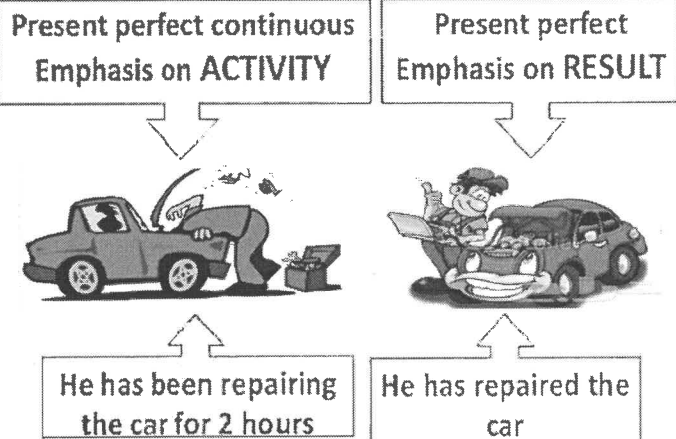 Present perfect continuous
Emphasis on ACTIVITY
Present perfect
Emphasis on RESULT
He has been repairing
the car for 2 hours
He has repaired the
car